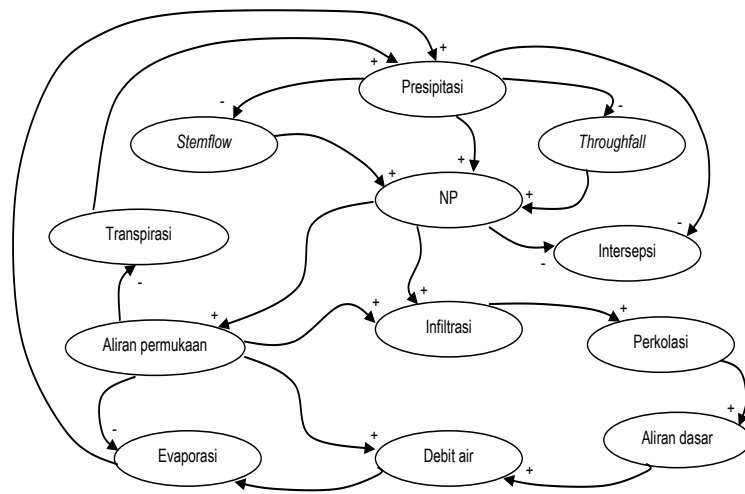 +
+
Presipitasi
-
-
Stemflow
Throughfall
+
+
+
NP
Transpirasi
-
Intersepsi
-
-
+
+
+
+
Infiltrasi
Aliran permukaan
Perkolasi
+
-
+
Aliran dasar
Evaporasi
Debit air
+